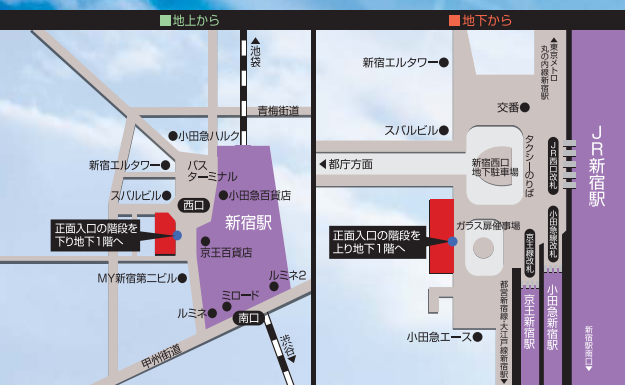 地上から
池袋
青梅街道
小田急ハルク
新宿エルタワー
バス
ターミナル
スバルビル
小田急百貨店
西口
新宿駅
正面入口の階段を
下り地下1階へ
京王百貨店
MY新宿第二ビル
ルミネ2
ミロード
ルミネ
南口
甲州街道
渋谷
地下から
東京メトロ
丸の内線新宿駅
新宿エルタワー
交番
スバルビル
タクシーのりば
JR西口改札
JR新宿駅
都庁方面
新宿西口
地下駐車場
ガラス扉催事場
小田急線改札
京王線改札
正面入口の階段を
上り地下1階へ
都営新宿線・大江戸線新宿駅
京王新宿駅
小田急新宿駅
新宿駅南口
小田急エース